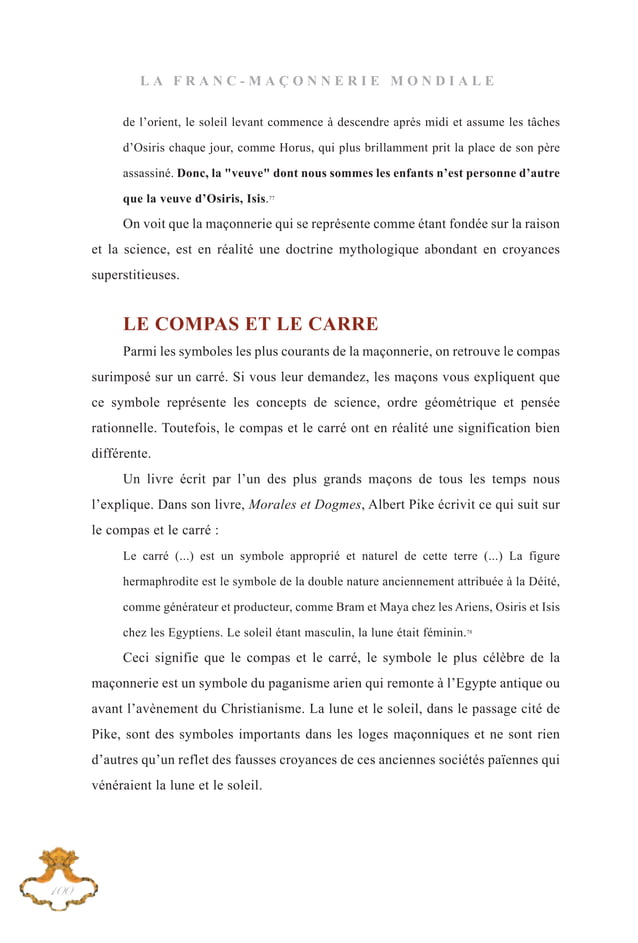 LA FRANC-MAÇONNERIE MONDIALE
de l’orient, le soleil levant commence à descendre après midi et assume les tâches
d’Osiris chaque jour, comme Horus, qui plus brillamment prit la place de son père
assassiné. Donc, la "veuve" dont nous sommes les enfants n’est personne d’autre
que la veuve d’Osiris, Isis.77
On voit que la maçonnerie qui se représente comme étant fondée sur la raison
et la science, est en réalité une doctrine mythologique abondant en croyances
superstitieuses.
LE COMPAS ET LE CARRE
Parmi les symboles les plus courants de la maçonnerie, on retrouve le compas
surimposé sur un carré. Si vous leur demandez, les maçons vous expliquent que
ce symbole représente les concepts de science, ordre géométrique et pensée
rationnelle. Toutefois, le compas et le carré ont en réalité une signification bien
différente.
Un livre écrit par l’un des plus grands maçons de tous les temps nous
l’explique. Dans son livre, Morales et Dogmes, Albert Pike écrivit ce qui suit sur
le compas et le carré :
Le carré (...) est un symbole approprié et naturel de cette terre (...) La figure
hermaphrodite est le symbole de la double nature anciennement attribuée à la Déité,
comme générateur et producteur, comme Bram et Maya chez les Ariens, Osiris et Isis
chez les Egyptiens. Le soleil étant masculin, la lune était féminin.78
Ceci signifie que le compas et le carré, le symbole le plus célèbre de la
maçonnerie est un symbole du paganisme arien qui remonte à l’Egypte antique ou
avant l’avènement du Christianisme. La lune et le soleil, dans le passage cité de
Pike, sont des symboles importants dans les loges maçonniques et ne sont rien
d’autres qu’un reflet des fausses croyances de ces anciennes sociétés païennes qui
vénéraient la lune et le soleil.
100